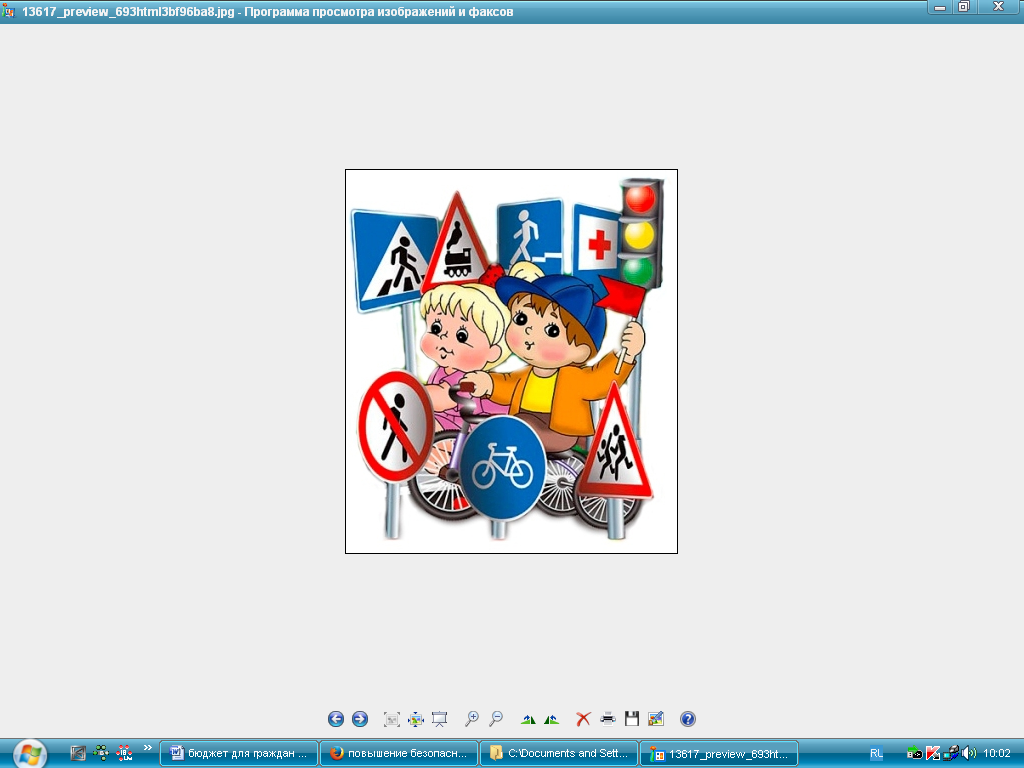 13617_preview_693html3bf96ba8.jpg - Программа просмотра изображений и факсов
бюджет для граждан ...
повышение безопасн...
C:\Documents and Sett...
13617_preview_693ht...
RL
10:02